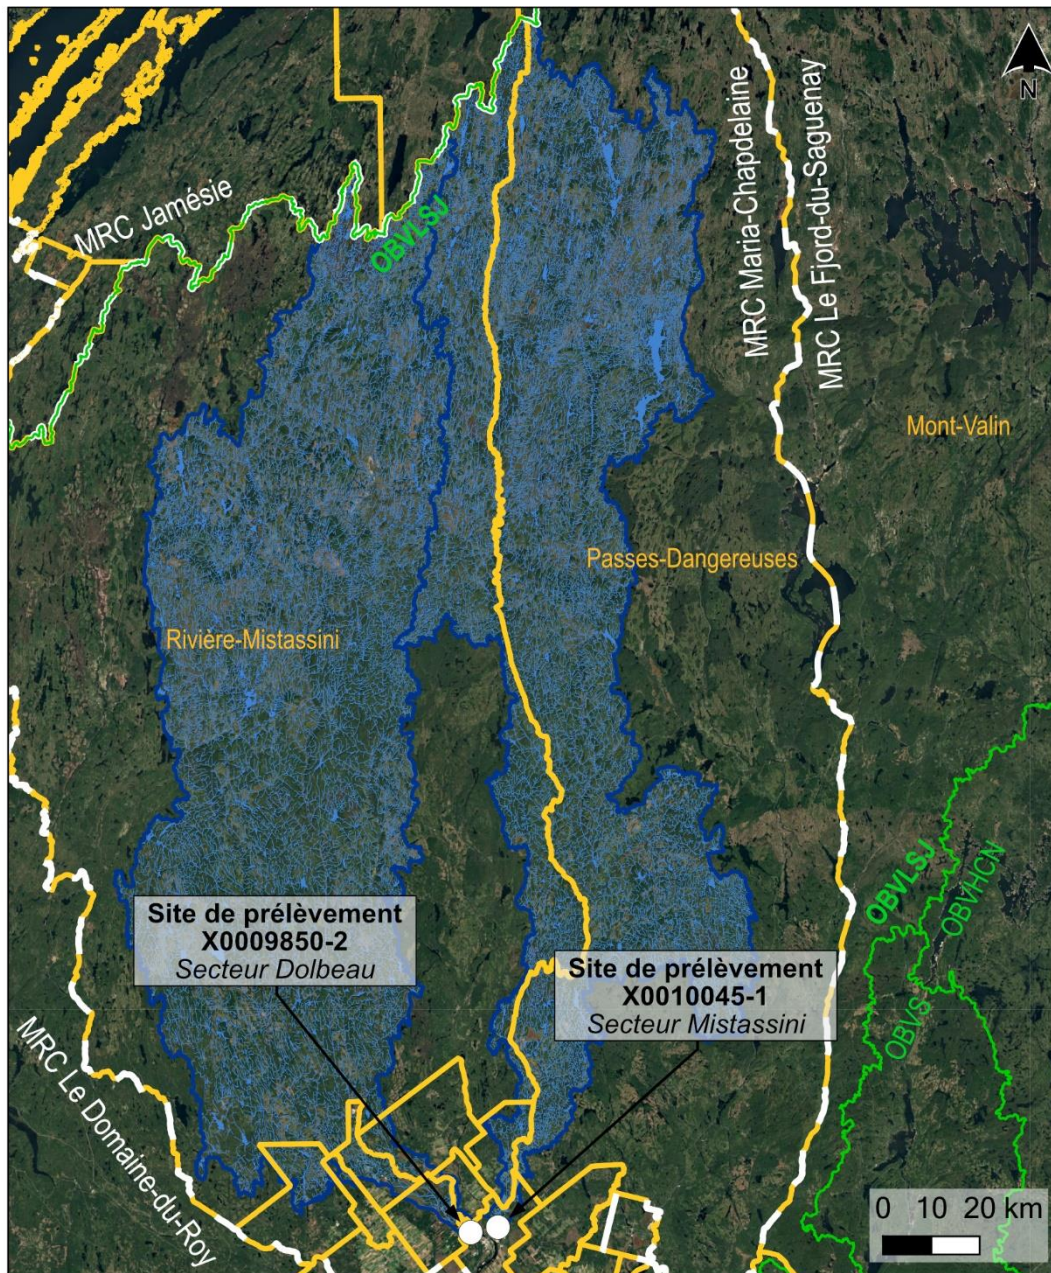 N
MRC Jamésie
OBVLSJ
MRC Maria-Chapdelaine
MRC Le Fjord-du-Saguenay
Mont-Valin
Passes-Dangereuses
Rivière-Mistassini
Site de prélèvement
X0009850-2
Secteur Dolbeau
Site de prélèvement
X0010045-1
Secteur Mistassini
OBVLSJ
OBVHCN
OBVS
MRC Le Domaine-du-Roy
0 10 20 km